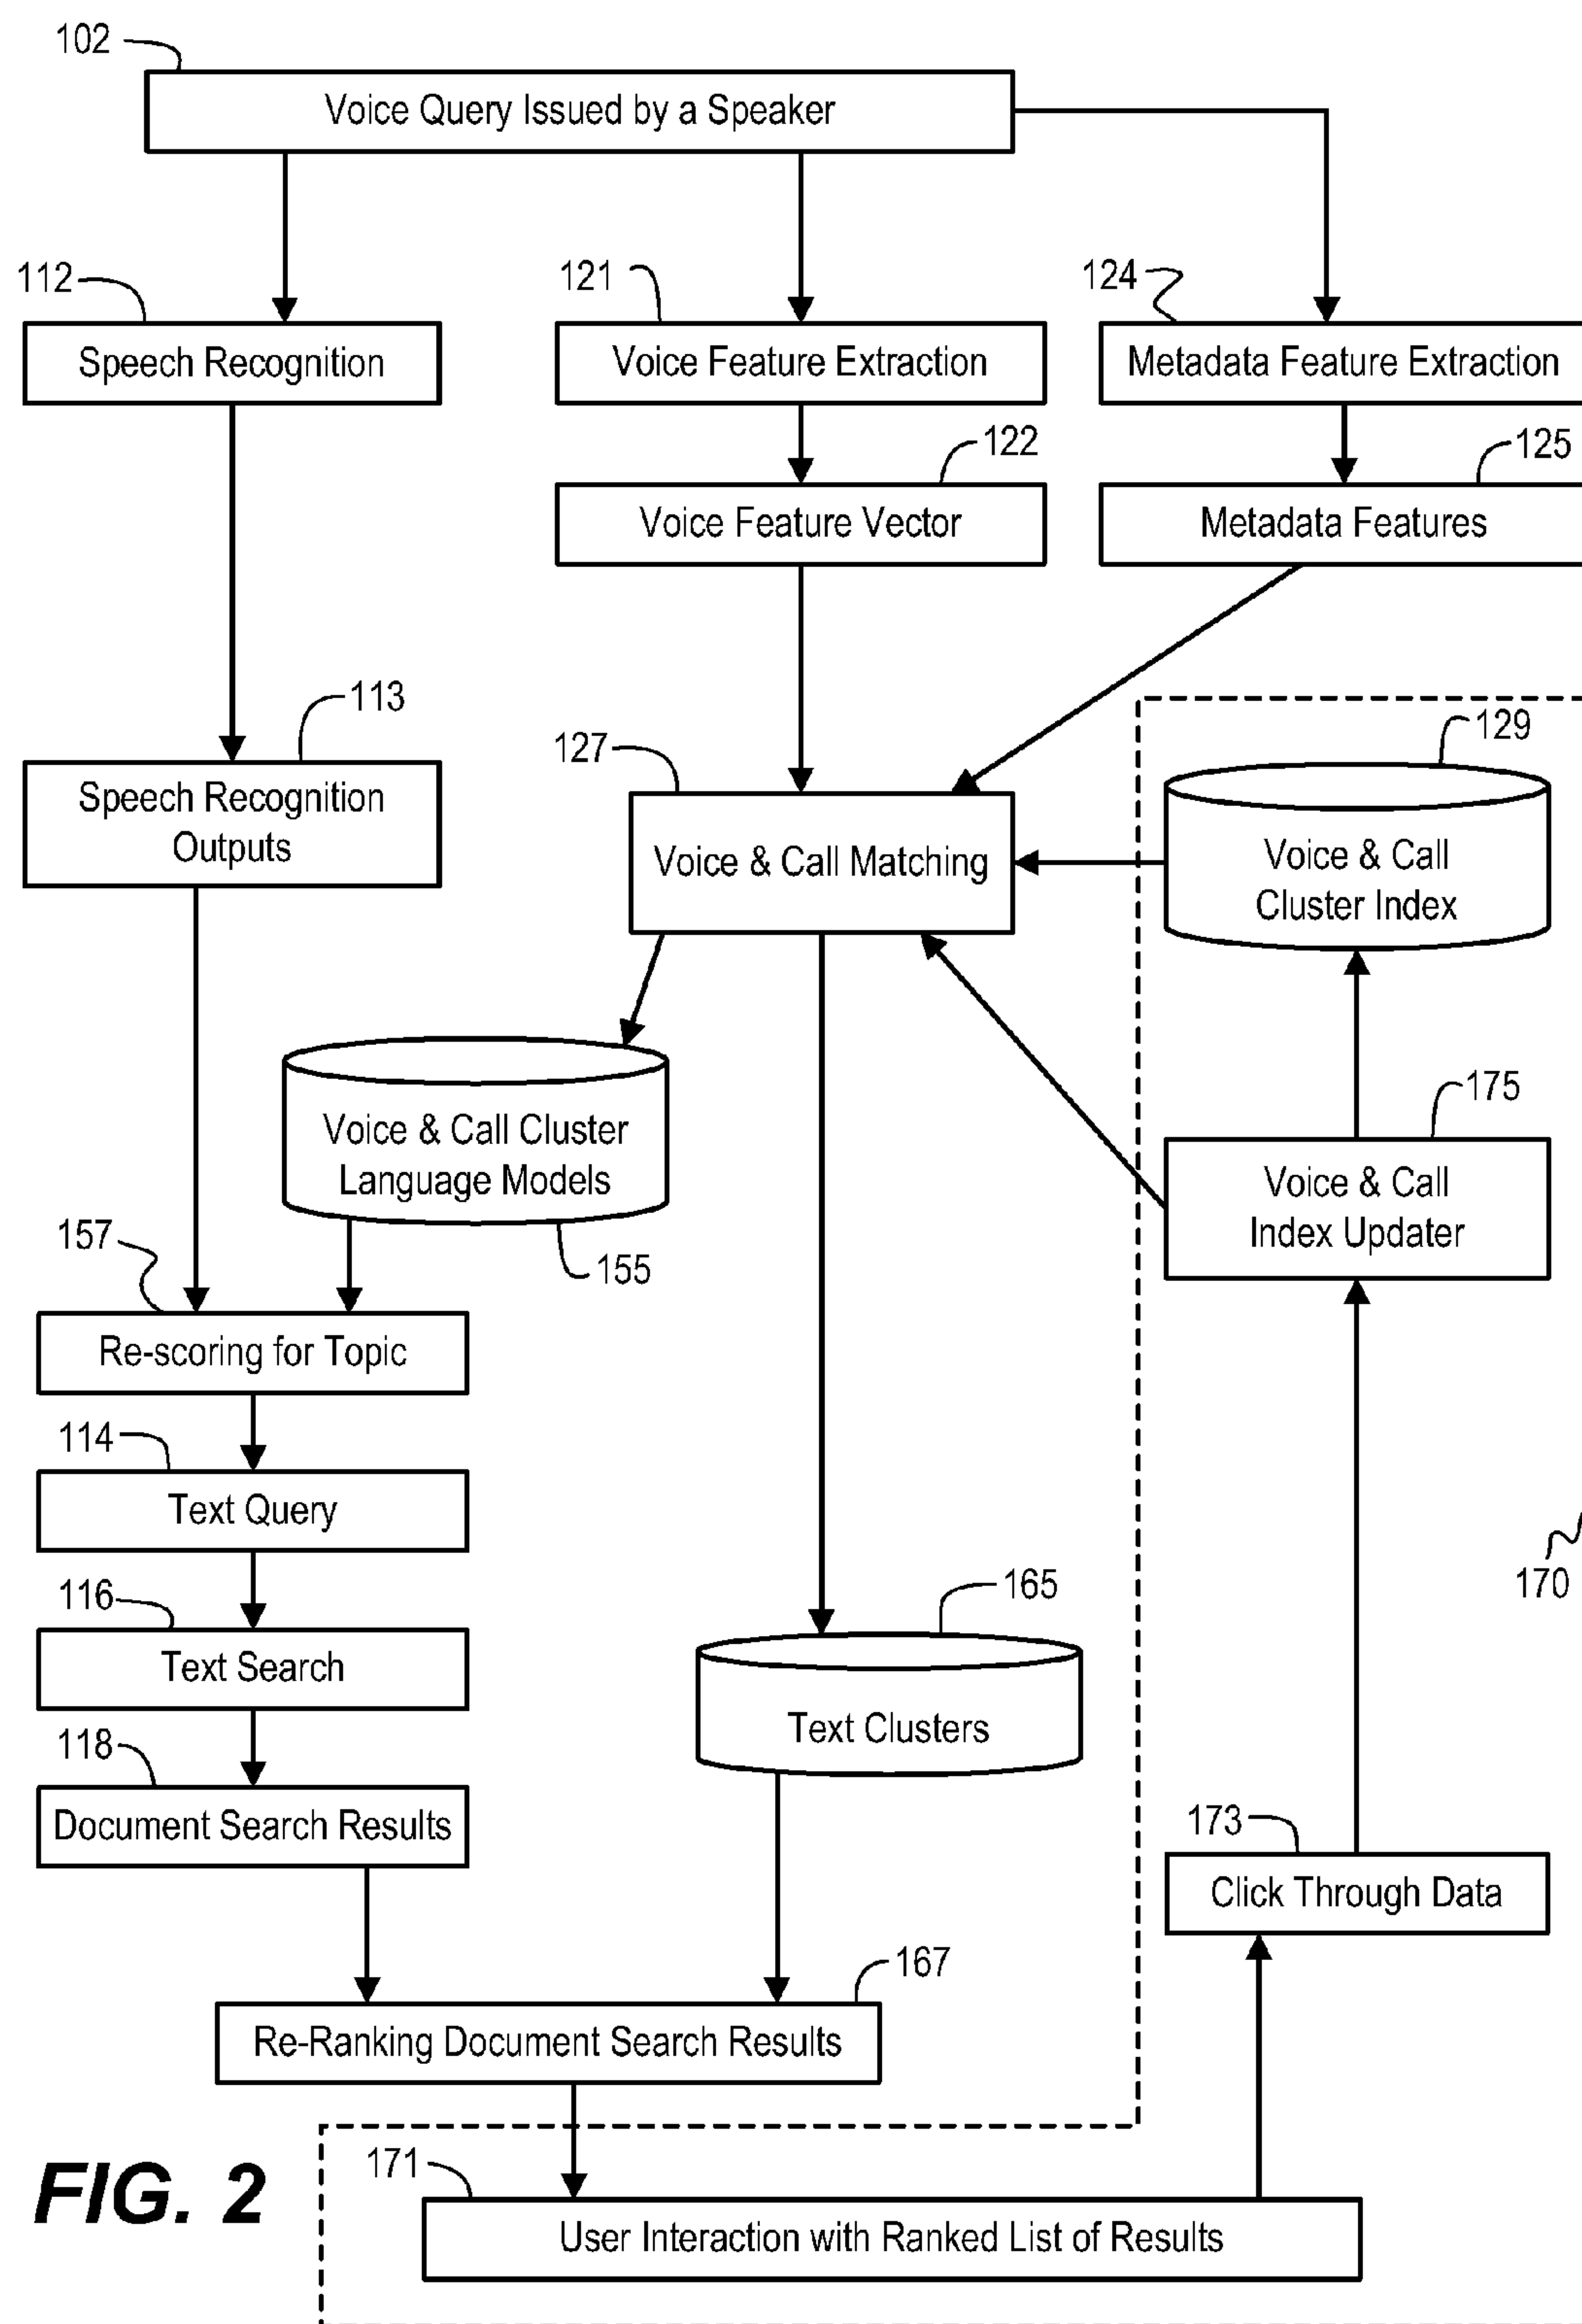 102
Voice Query Issued by a Speaker
112
121
124
Speech Recognition
Voice Feature Extraction
Metadata Feature Extraction
122
125
Voice Feature Vector
Metadata Features
113
127
129
Speech Recognition
Outputs
Voice & Call Matching
Voice & Call
Cluster Index
175
Voice & Call Cluster
Language Models
155
Voice & Call
Index Updater
157
Re-scoring for Topic
114
Text Query
170
116
165
Text Search
Text Clusters
118
Document Search Results
173
Click Through Data
167
Re-Ranking Document Search Results
FIG. 2
171
User Interaction with Ranked List of Results